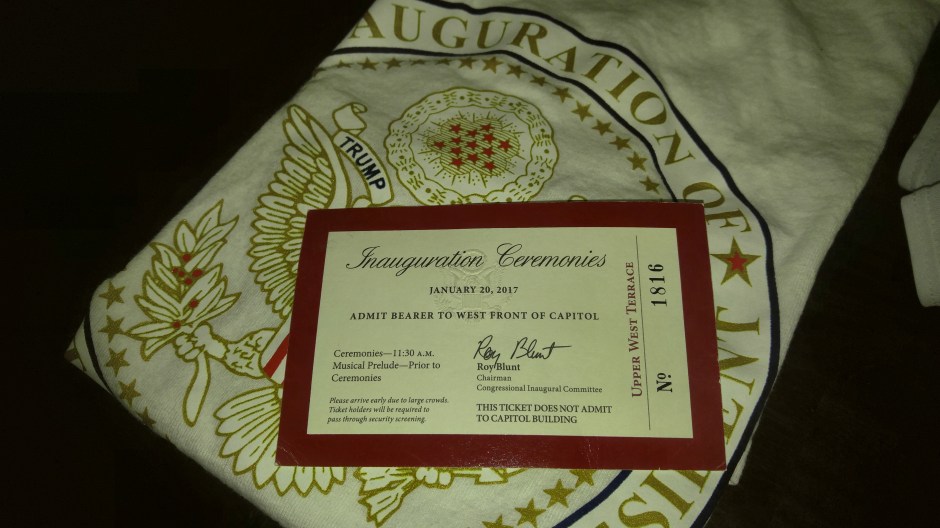 AUGURATION OF
TRUMP
Inauguration Ceremonies
JANUARY 20, 2017
ADMIT BEARER TO WEST FRONT OF CAPITOL
Ceremonies—11:30 A.M.
Musical Prelude—Prior to
Ceremonies
Please arrive early due to large crowds.
Ticket holders will be required to
pass through security screening.
Roy Blunt
Roy Blunt
Chairman
Congressional Inaugural Committee
THIS TICKET DOES NOT ADMIT
TO CAPITOL BUILDING
UPPER WEST TERRACE
Nº 1816